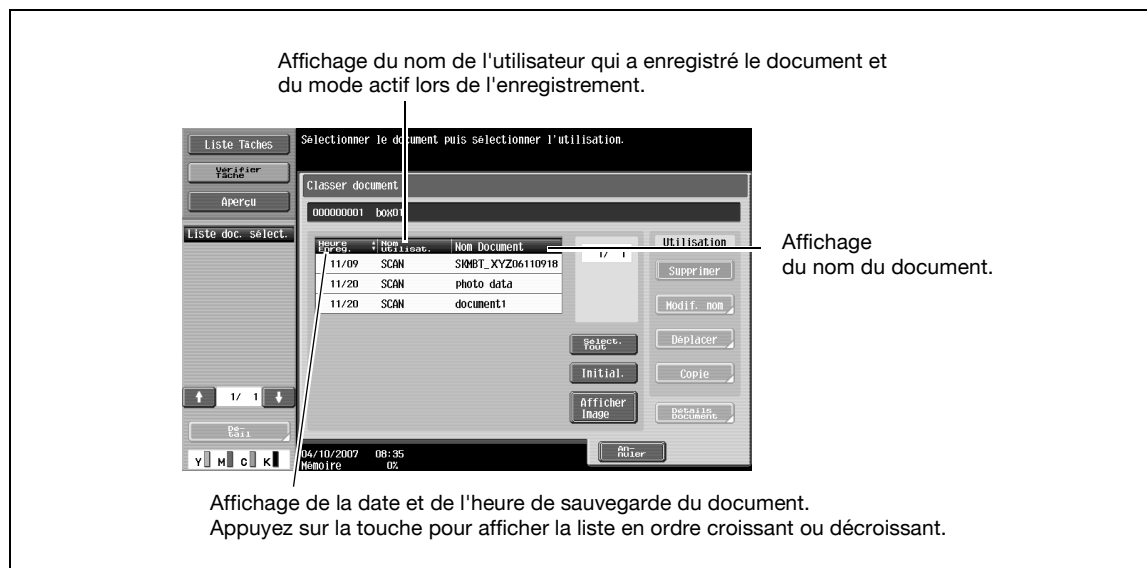 Affichage du nom de l'utilisateur qui a enregistré le document et
du mode actif lors de l'enregistrement.
Liste Tâches
Sélectionner le document puis sélectionner l'utilisation.
Vérifier
Tâche
Aperçu
Classer document
000000001 box01
Liste doc. sélect.
Heure
Enreg.
Nom
Utilisat.
Nom Document
1/ 1
Utilisation
11/09 SCAN SKMBT_XYZ06110918
11/20 SCAN photo data
11/20 SCAN document1
Supprimer
Modif. nom
Sélect.
Tout
Déplacer
Initial.
Copie
Afficher
Image
Détails
Document
1/ 1
Dé-
tail
An-
nuler
Y M C K
04/10/2007 08:35
Mémoire 0%
Affichage
du nom du document.
Affichage de la date et de l'heure de sauvegarde du document.
Appuyez sur la touche pour afficher la liste en ordre croissant ou décroissant.